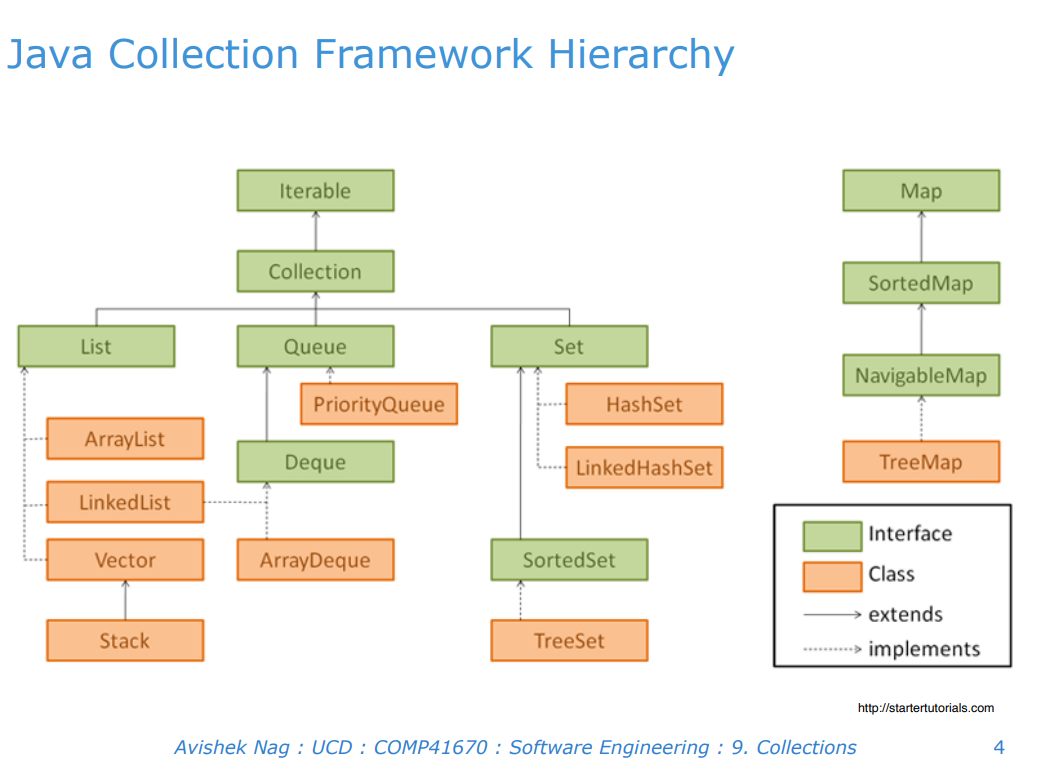 Java Collection Framework Hierarchy
Iterable
Map
Collection
SortedMap
List
Queue
Set
NavigableMap
PriorityQueue
HashSet
ArrayList
Deque
LinkedHashSet
TreeMap
LinkedList
Vector
ArrayDeque
SortedSet
Stack
TreeSet
Interface
Class
extends
implements
http://startertutorials.com
Avishek Nag : UCD : COMP41670 : Software Engineering : 9. Collections
4